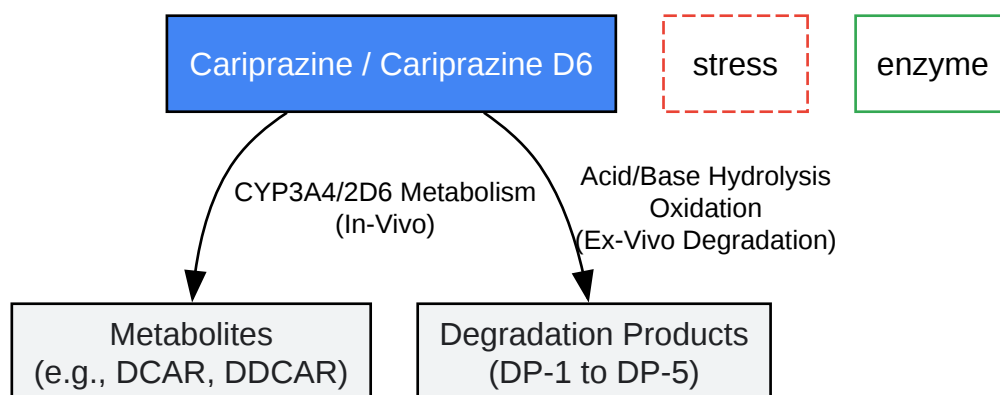 Cariprazine / Cariprazine D6
stress
enzyme
CYP3A4/2D6 Metabolism
(In-Vivo)
Acid/Base Hydrolysis
Oxidation
(Ex-Vivo Degradation)
Metabolites
(e.g., DCAR, DDCAR)
Degradation Products
(DP-1 to DP-5)